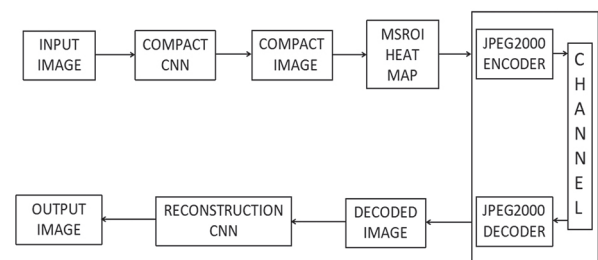 INPUT
IMAGE
COMPACT
CNN
COMPACT
IMAGE
MSROI
HEAT
MAP
JPEG2000
ENCODER
CHANNEL
JPEG2000
DECODER
DECODED
IMAGE
RECONSTRUCTION
CNN
OUTPUT
IMAGE